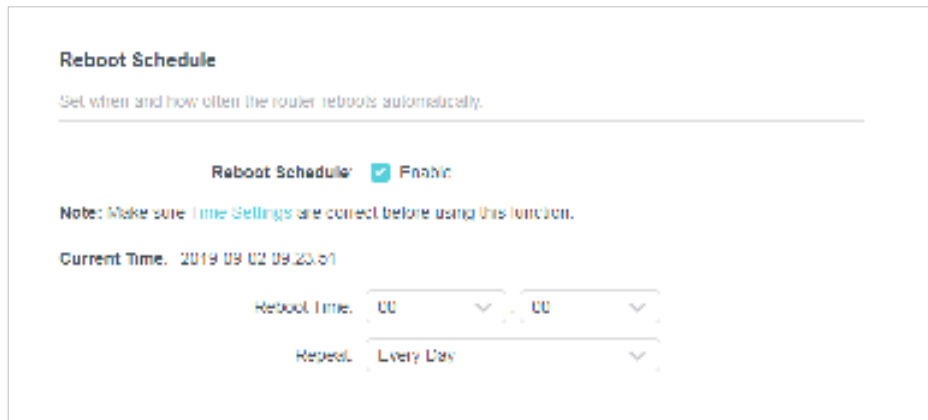 Reboot Schedule
Set when and how often the router reboots automatically.
Reboot Schedule: Enable
Note: Make sure Time Settings are correct before using this function.
Current Time: 2019-09-02 09:23:51
Reboot Time: 00 : 00
Repeat: Every Day